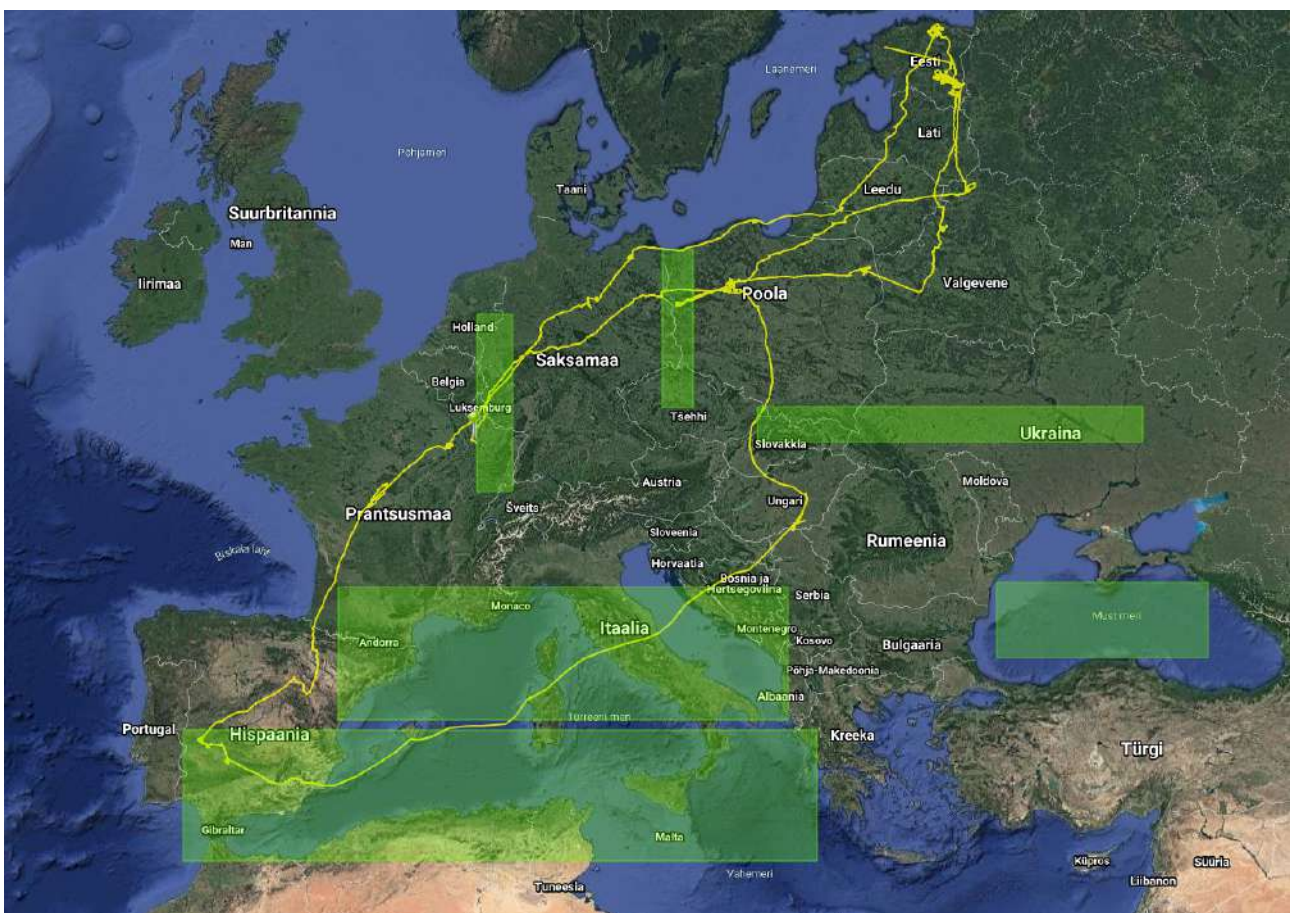 Läänemeri
Eesti
Läti
Põhjameri
Taani
Leedu
Suurbritannia
Man
Iirimaa
Valgevene
Poola
Holland
Saksamaa
Belgia
Luksemburg
Tšehhi
Ukraina
Slovakkia
Austria
Moldova
Ungari
Šveits
Prantsusmaa
Sloveenia
Rumeenia
Biskaia laht
Horvaatia
Bosnia ja
Hertsegoviina
Serbia
Monaco
Must meri
Itaalia
Montenegro
Andorra
Kosovo
Bulgaaria
Põhja-Makedoonia
Albaania
Türreeni meri
Portugal
Hispaania
Kreeka
Türgi
Gibraltar
Malta
Küpros
Süüria
Vahemeri
Liibanon
Tuneesia